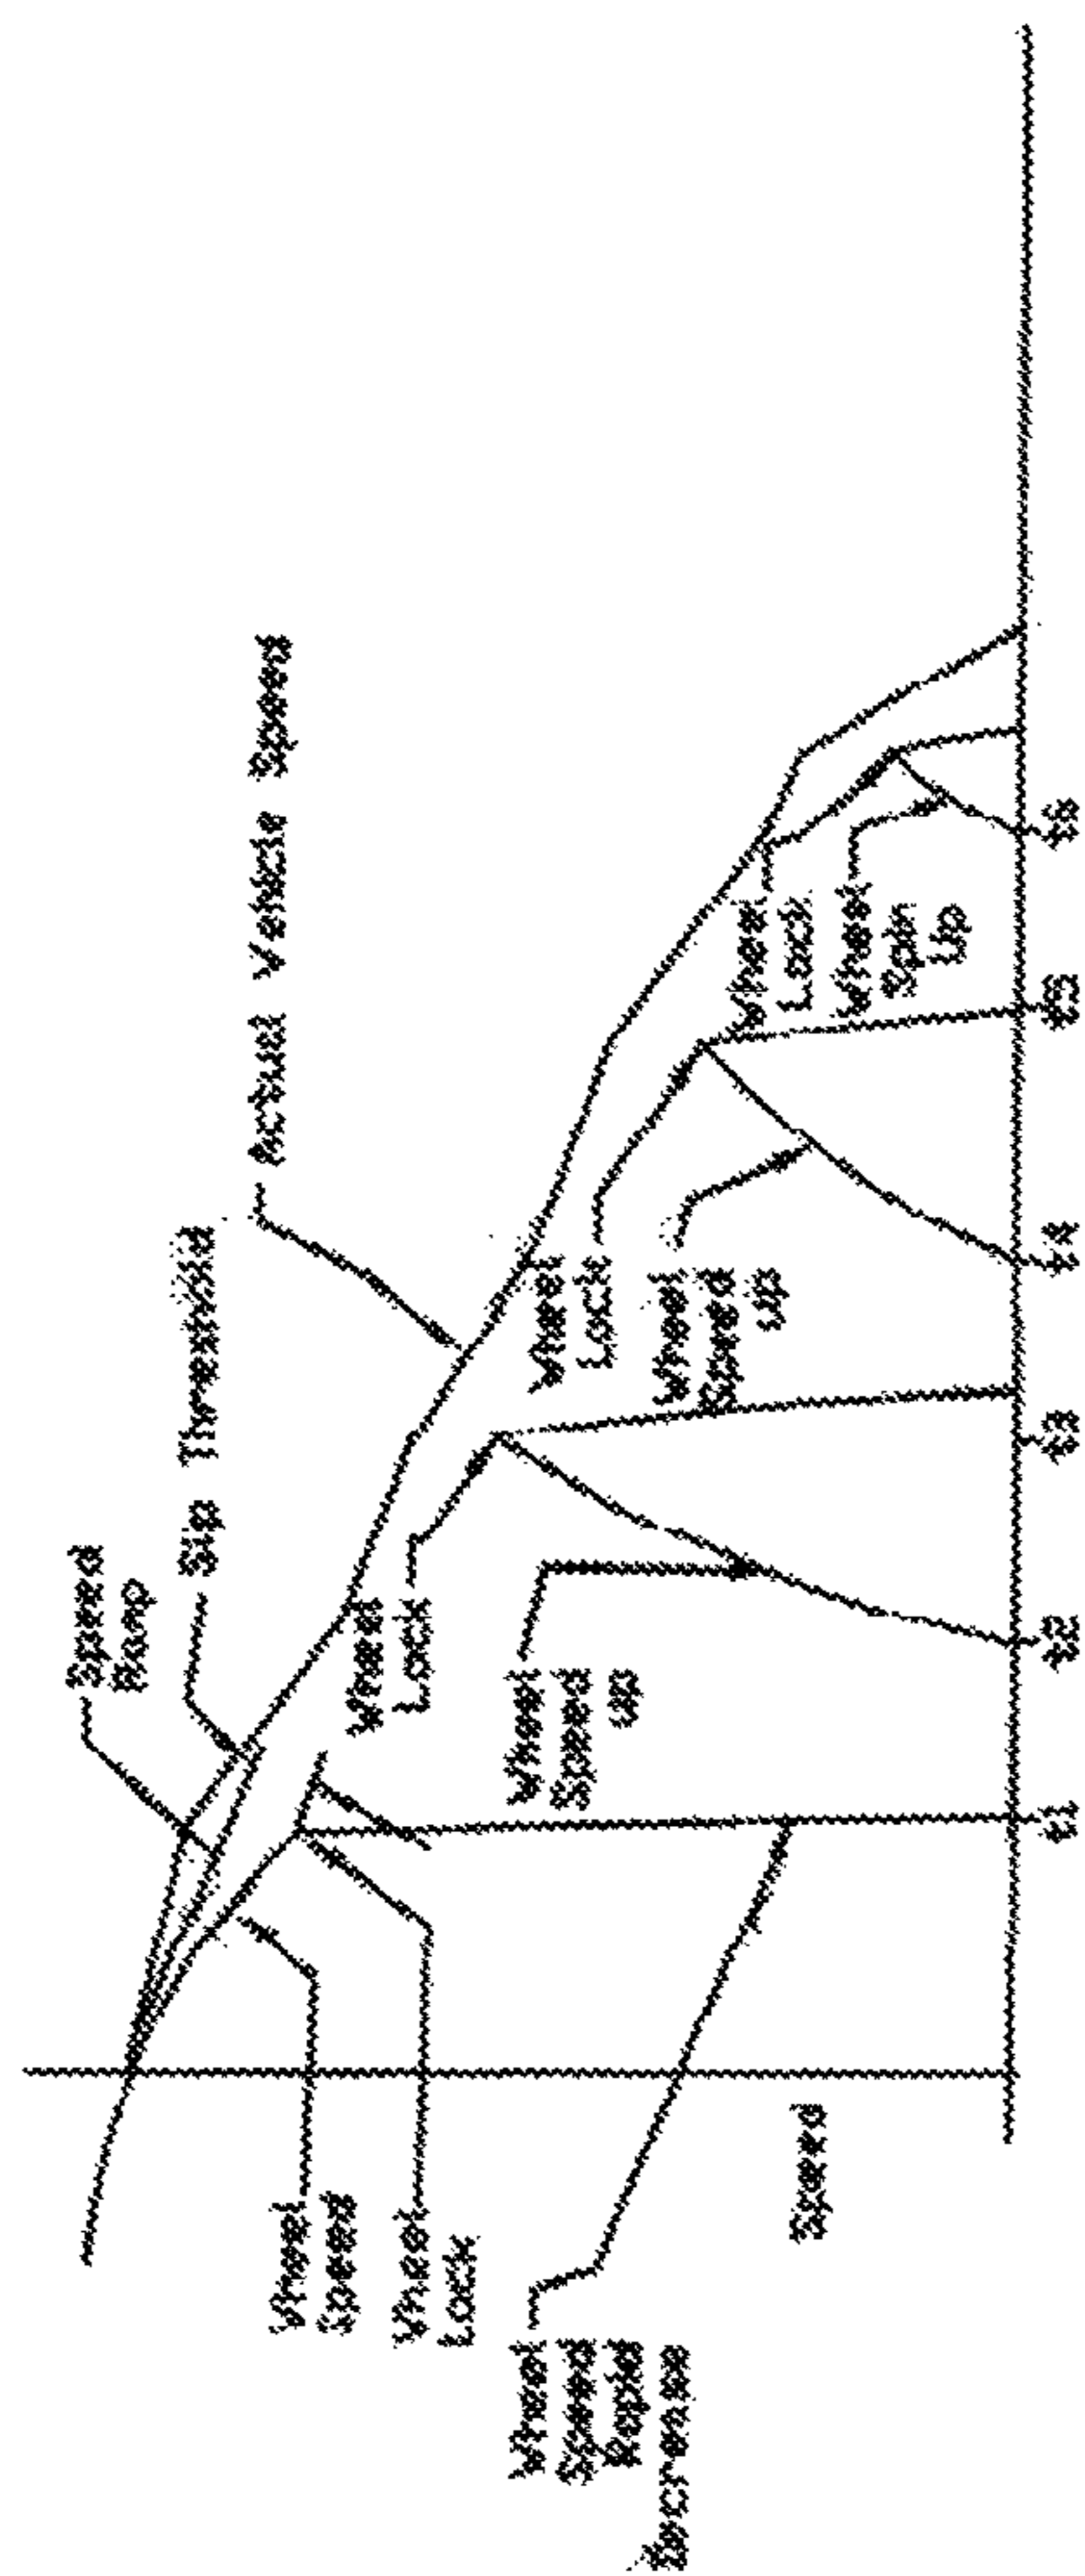 Speed
Ramp
Slip Threshold
Actual Vehicle Speed
Wheel
Speed
Wheel
Lock
Wheel
Speed
Rapid
Decrease
Speed
Wheel
Lock
Wheel
Speed
up
Wheel
Lock
Wheel
Speed
up
Wheel
Lock
Wheel
Spin
Up
t1
t2
t3
t4
t5
t6